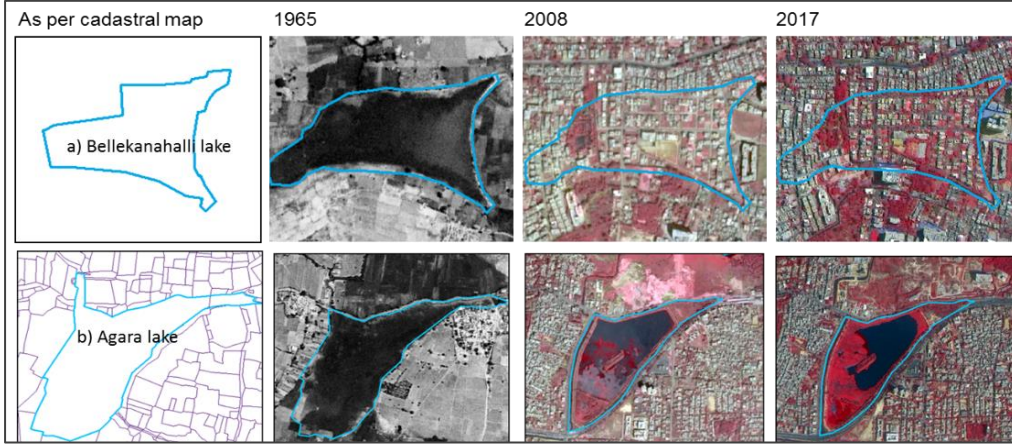 As per cadastral map
1965
2008
2017
a) Bellekanahalli lake
b) Agara lake